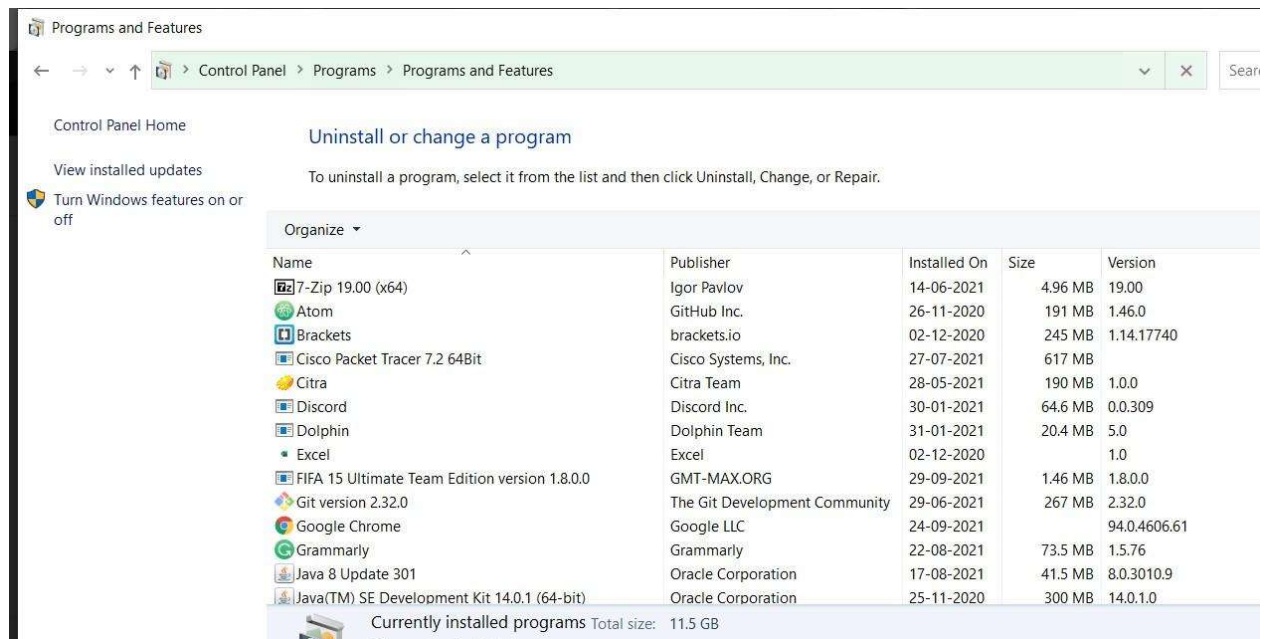 Programs and Features
Control Panel > Programs > Programs and Features
Control Panel Home
Uninstall or change a program
View installed updates
To uninstall a program, select it from the list and then click Uninstall, Change, or Repair.
Turn Windows features on or
off
Organize
Name Publisher Installed On Size Version
7-Zip 19.00 (x64) Igor Pavlov 14-06-2021 4.96 MB 19.00
Atom GitHub Inc. 26-11-2020 191 MB 1.46.0
Brackets brackets.io 02-12-2020 245 MB 1.14.17740
Cisco Packet Tracer 7.2 64Bit Cisco Systems, Inc. 27-07-2021 617 MB
Citra Citra Team 28-05-2021 190 MB 1.0.0
Discord Discord Inc. 30-01-2021 64.6 MB 0.0.309
Dolphin Dolphin Team 31-01-2021 20.4 MB 5.0
Excel Excel 02-12-2020 1.0
FIFA 15 Ultimate Team Edition version 1.8.0.0 GMT-MAX.ORG 29-09-2021 1.46 MB 1.8.0.0
Git version 2.32.0 The Git Development Community 29-06-2021 267 MB 2.32.0
Google Chrome Google LLC 24-09-2021 94.0.4606.61
Grammarly Grammarly 22-08-2021 73.5 MB 1.5.76
Java 8 Update 301 Oracle Corporation 17-08-2021 41.5 MB 8.0.3010.9
Java(TM) SE Development Kit 14.0.1 (64-bit) Oracle Corporation 25-11-2020 300 MB 14.0.1.0
Currently installed programs Total size: 11.5 GB